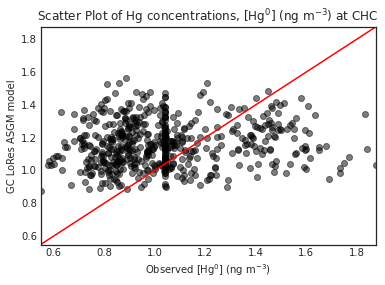 Scatter Plot of Hg concentrations, [Hg⁰] (ng m⁻³) at CHC
1.8
1.6
1.4
1.2
1.0
0.8
0.6
GC LoRes ASGM model
0.6 0.8 1.0 1.2 1.4 1.6 1.8
Observed [Hg⁰] (ng m⁻³)